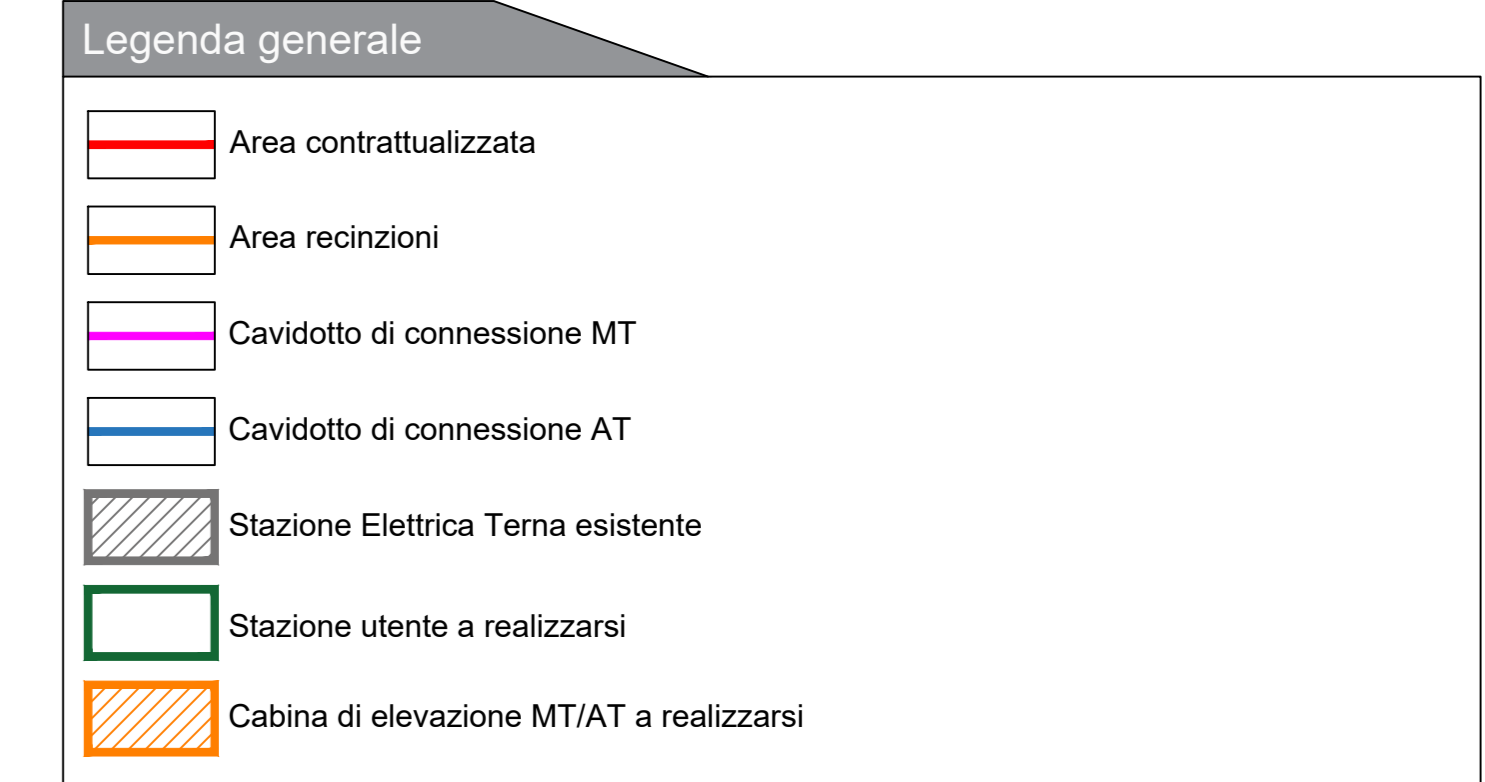 Legenda generale
Area contrattualizzata
Area recinzioni
Cavidotto di connessione MT
Cavidotto di connessione AT
Stazione Elettrica Terna esistente
Stazione utente a realizzarsi
Cabina di elevazione MT/AT a realizzarsi